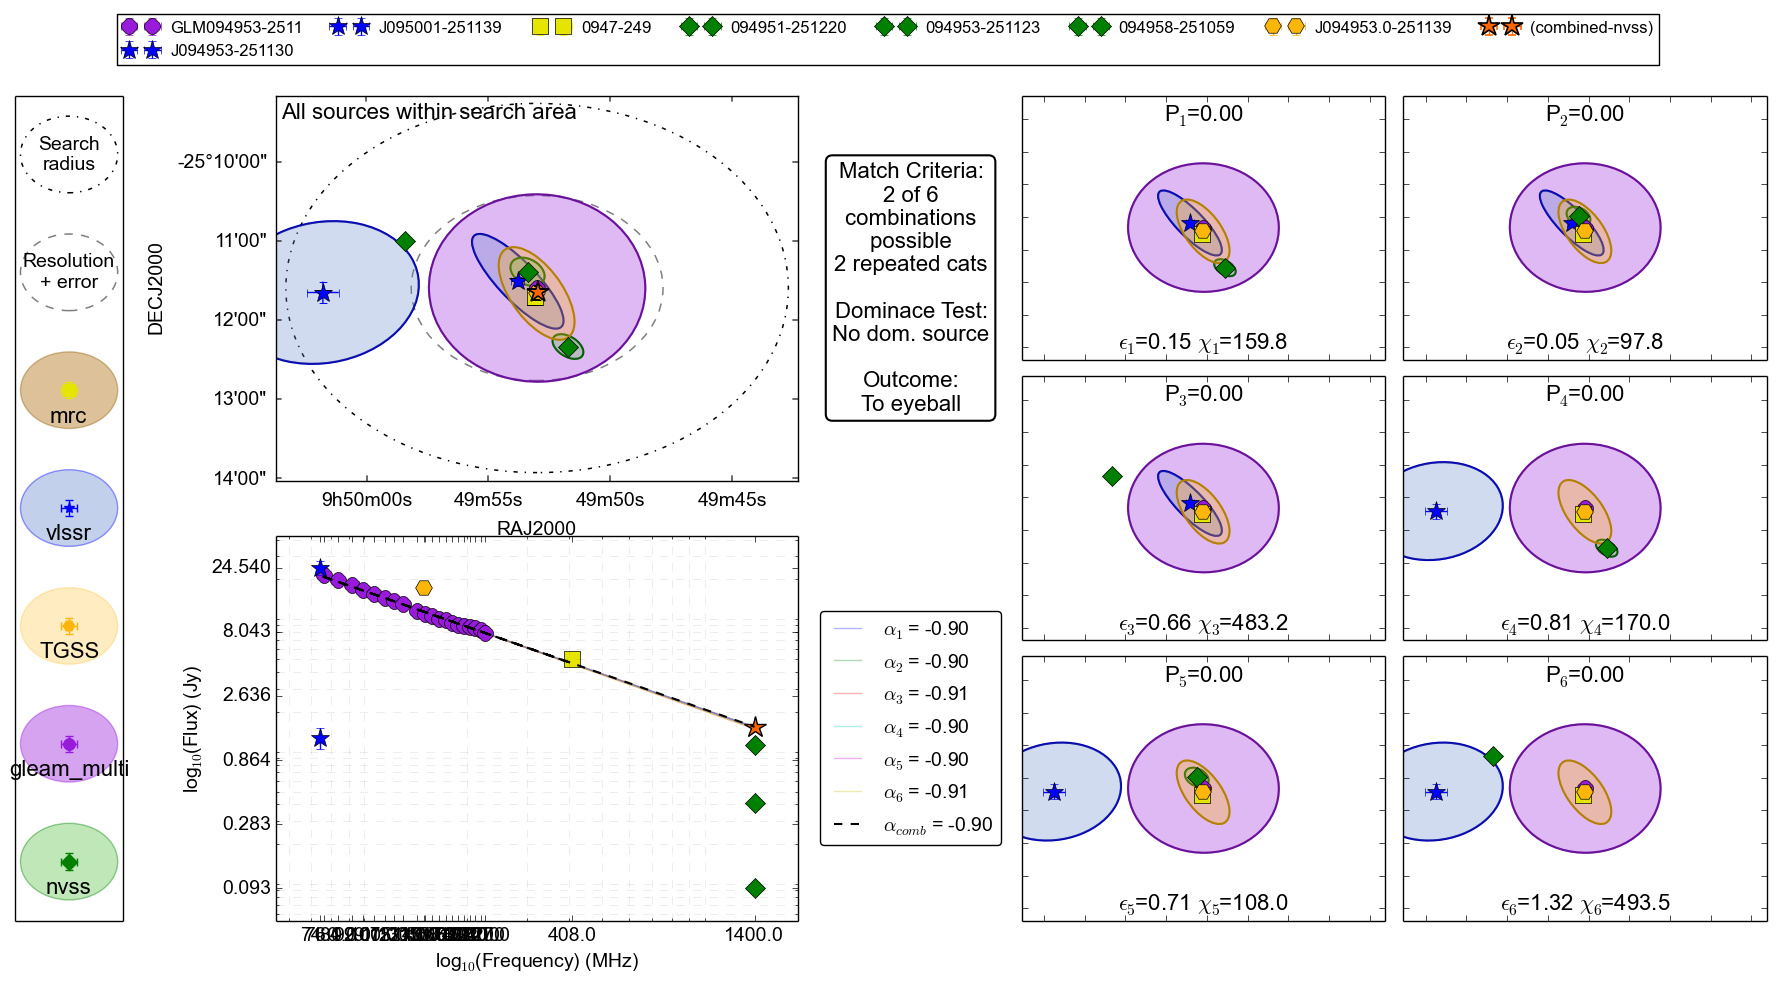 GLM094953-2511
J095001-251139
0947-249
094951-251220
094953-251123
094958-251059
J094953.0-251139
(combined-nvss)
J094953-251130
Search
radius
Resolution
+ error
mrc
vlssr
TGSS
gleam_multi
nvss
All sources within search area
DECJ2000
-25°10'00"
11'00"
12'00"
13'00"
14'00"
9h50m00s
49m55s
49m50s
49m45s
RAJ2000
Match Criteria:
2 of 6
combinations
possible
2 repeated cats
Dominace Test:
No dom. source
Outcome:
To eyeball
log10(Flux) (Jy)
24.540
8.043
2.636
0.864
0.283
0.093
408.0
1400.0
log10(Frequency) (MHz)
α1 = -0.90
α2 = -0.90
α3 = -0.91
α4 = -0.90
α5 = -0.90
α6 = -0.91
αcomb = -0.90
P1=0.00
ϵ1=0.15 χ1=159.8
P2=0.00
ϵ2=0.05 χ2=97.8
P3=0.00
ϵ3=0.66 χ3=483.2
P4=0.00
ϵ4=0.81 χ4=170.0
P5=0.00
ϵ5=0.71 χ5=108.0
P6=0.00
ϵ6=1.32 χ6=493.5